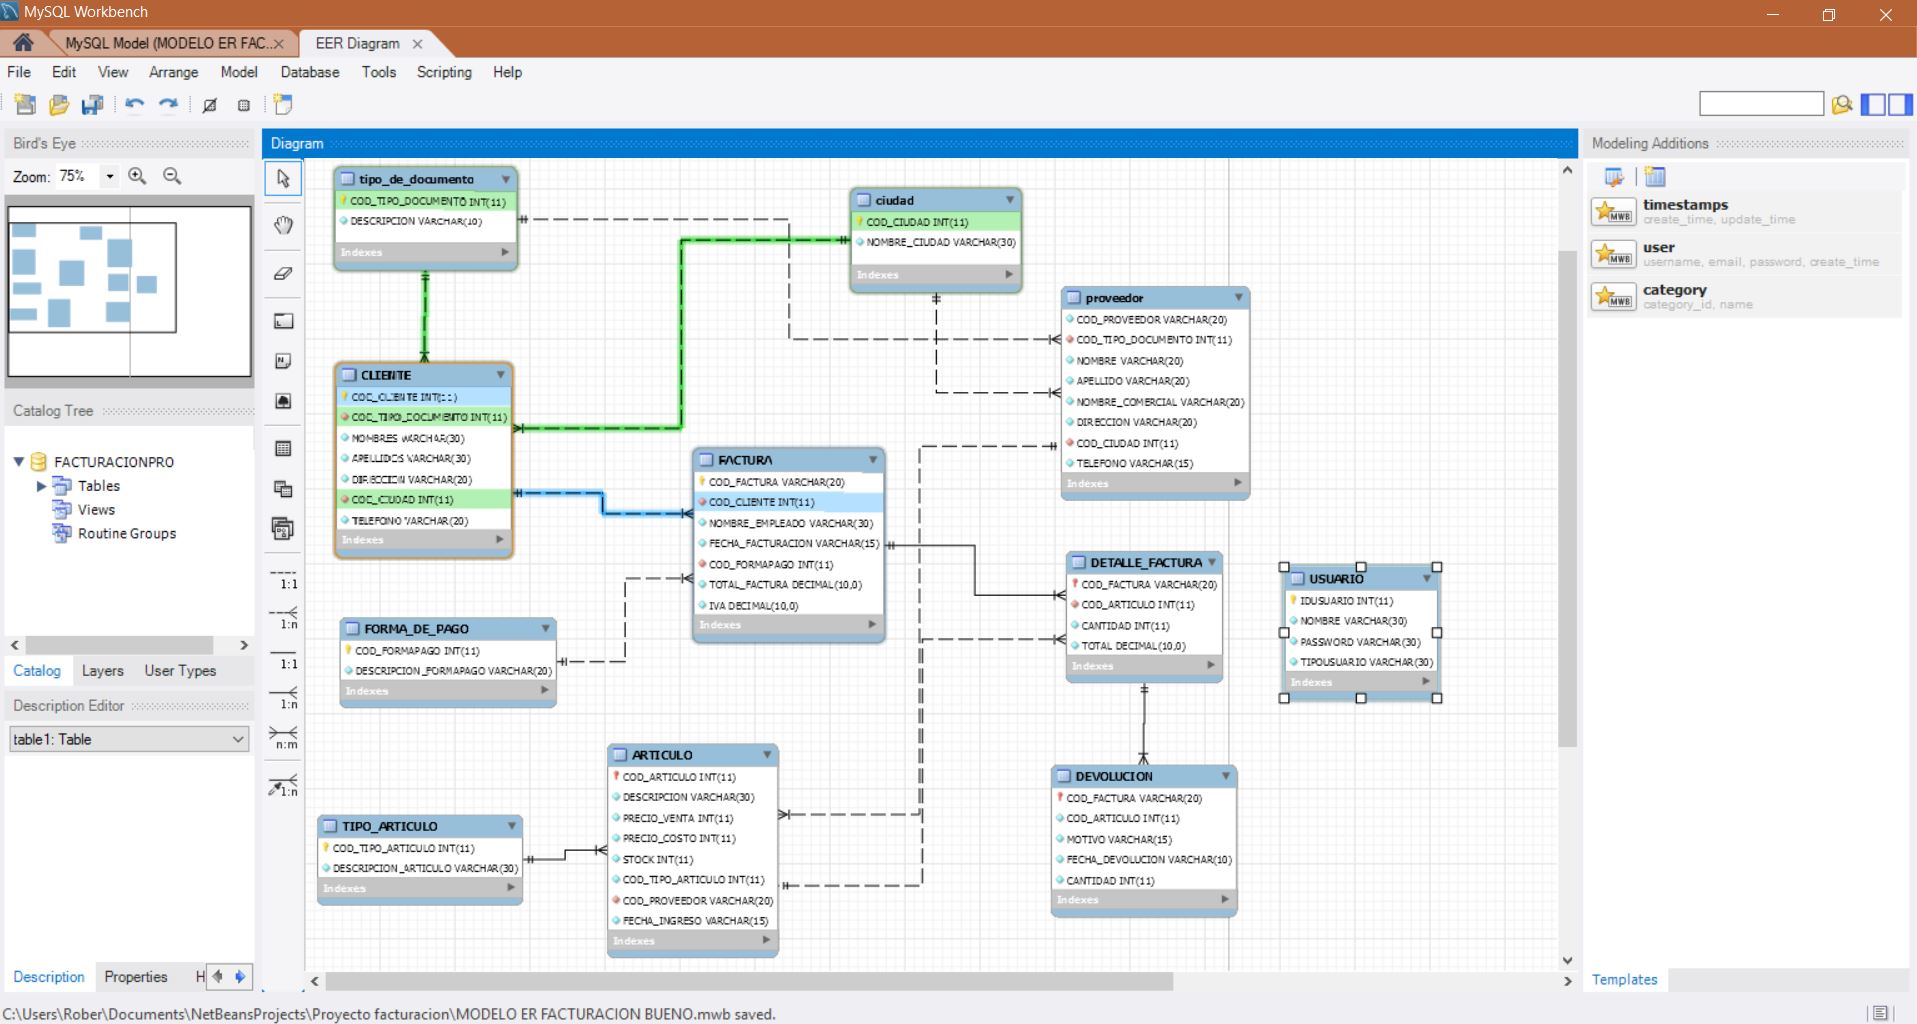 MySQL Workbench
MySQL Model (MODELO ER FAC...
EER Diagram
File Edit View Arrange Model Database Tools Scripting Help
Bird's Eye
Zoom: 75%
Catalog Tree
FACTURACIONPRO
Tables
Views
Routine Groups
Catalog Layers User Types
Description Editor
table1: Table
Description Properties H
Diagram
1:1
1:n
1:1
1:n
n:m
1:n
tipo_de_documento
COD_TIPO_DOCUMENTO INT(11)
DESCRIPCION VARCHAR(10)
Indexes
ciudad
COD_CIUDAD INT(11)
NOMBRE_CIUDAD VARCHAR(30)
Indexes
proveedor
COD_PROVEEDOR VARCHAR(20)
COD_TIPO_DOCUMENTO INT(11)
NOMBRE VARCHAR(20)
APELLIDO VARCHAR(20)
NOMBRE_COMERCIAL VARCHAR(20)
DIRECCION VARCHAR(20)
COD_CIUDAD INT(11)
TELEFONO VARCHAR(15)
Indexes
CLIENTE
COD_CLIENTE INT(11)
COD_TIPO_DOCUMENTO INT(11)
NOMBRES VARCHAR(30)
APELLIDOS VARCHAR(30)
DIRECCION VARCHAR(20)
COD_CIUDAD INT(11)
TELEFONO VARCHAR(20)
Indexes
FACTURA
COD_FACTURA VARCHAR(20)
COD_CLIENTE INT(11)
NOMBRE_EMPLEADO VARCHAR(30)
FECHA_FACTURACION VARCHAR(15)
COD_FORMAPAGO INT(11)
TOTAL_FACTURA DECIMAL(10,0)
IVA DECIMAL(10,0)
Indexes
DETALLE_FACTURA
COD_FACTURA VARCHAR(20)
COD_ARTICULO INT(11)
CANTIDAD INT(11)
TOTAL DECIMAL(10,0)
Indexes
USUARIO
IDUSUARIO INT(11)
NOMBRE VARCHAR(30)
PASSWORD VARCHAR(30)
TIPOUSUARIO VARCHAR(30)
Indexes
FORMA_DE_PAGO
COD_FORMAPAGO INT(11)
DESCRIPCION_FORMAPAGO VARCHAR(20)
Indexes
ARTICULO
COD_ARTICULO INT(11)
DESCRIPCION VARCHAR(30)
PRECIO_VENTA INT(11)
PRECIO_COSTO INT(11)
STOCK INT(11)
COD_TIPO_ARTICULO INT(11)
COD_PROVEEDOR VARCHAR(20)
FECHA_INGRESO VARCHAR(15)
Indexes
TIPO_ARTICULO
COD_TIPO_ARTICULO INT(11)
DESCRIPCION_ARTICULO VARCHAR(30)
Indexes
DEVOLUCION
COD_FACTURA VARCHAR(20)
COD_ARTICULO INT(11)
MOTIVO VARCHAR(15)
FECHA_DEVOLUCION VARCHAR(10)
CANTIDAD INT(11)
Indexes
Modeling Additions
MWB
timestamps
create_time, update_time
MWB
user
username, email, password, create_time
MWB
category
category_id, name
Templates
C:\Users\Rober\Documents\NetBeansProjects\Proyecto facturacion\MODELO ER FACTURACION BUENO.mwb saved.